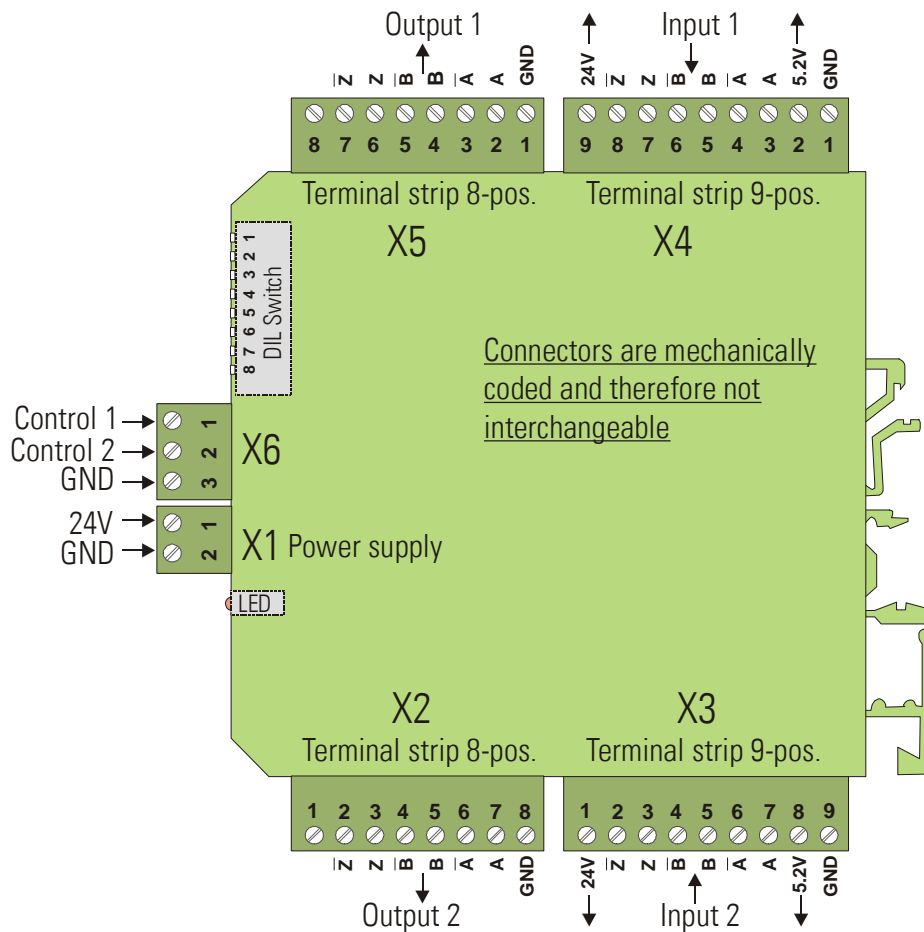 Output 1
Input 1
Z̅ Z B̅ B A̅ A GND
24V Z̅ Z B̅ B A̅ A 5.2V GND
8 7 6 5 4 3 2 1
9 8 7 6 5 4 3 2 1
Terminal strip 8-pos.
Terminal strip 9-pos.
X5
X4
1 2 3 4 5 6 7 8
DIL Switch
Connectors are mechanically
coded and therefore not
interchangeable
Control 1
Control 2
GND
1
2
3
X6
24V
GND
1
2
X1 Power supply
LED
X2
X3
Terminal strip 8-pos.
Terminal strip 9-pos.
1 2 3 4 5 6 7 8
1 2 3 4 5 6 7 8 9
Z̅ Z B̅ B A̅ A GND
24V Z̅ Z B̅ B A̅ A 5.2V GND
Output 2
Input 2